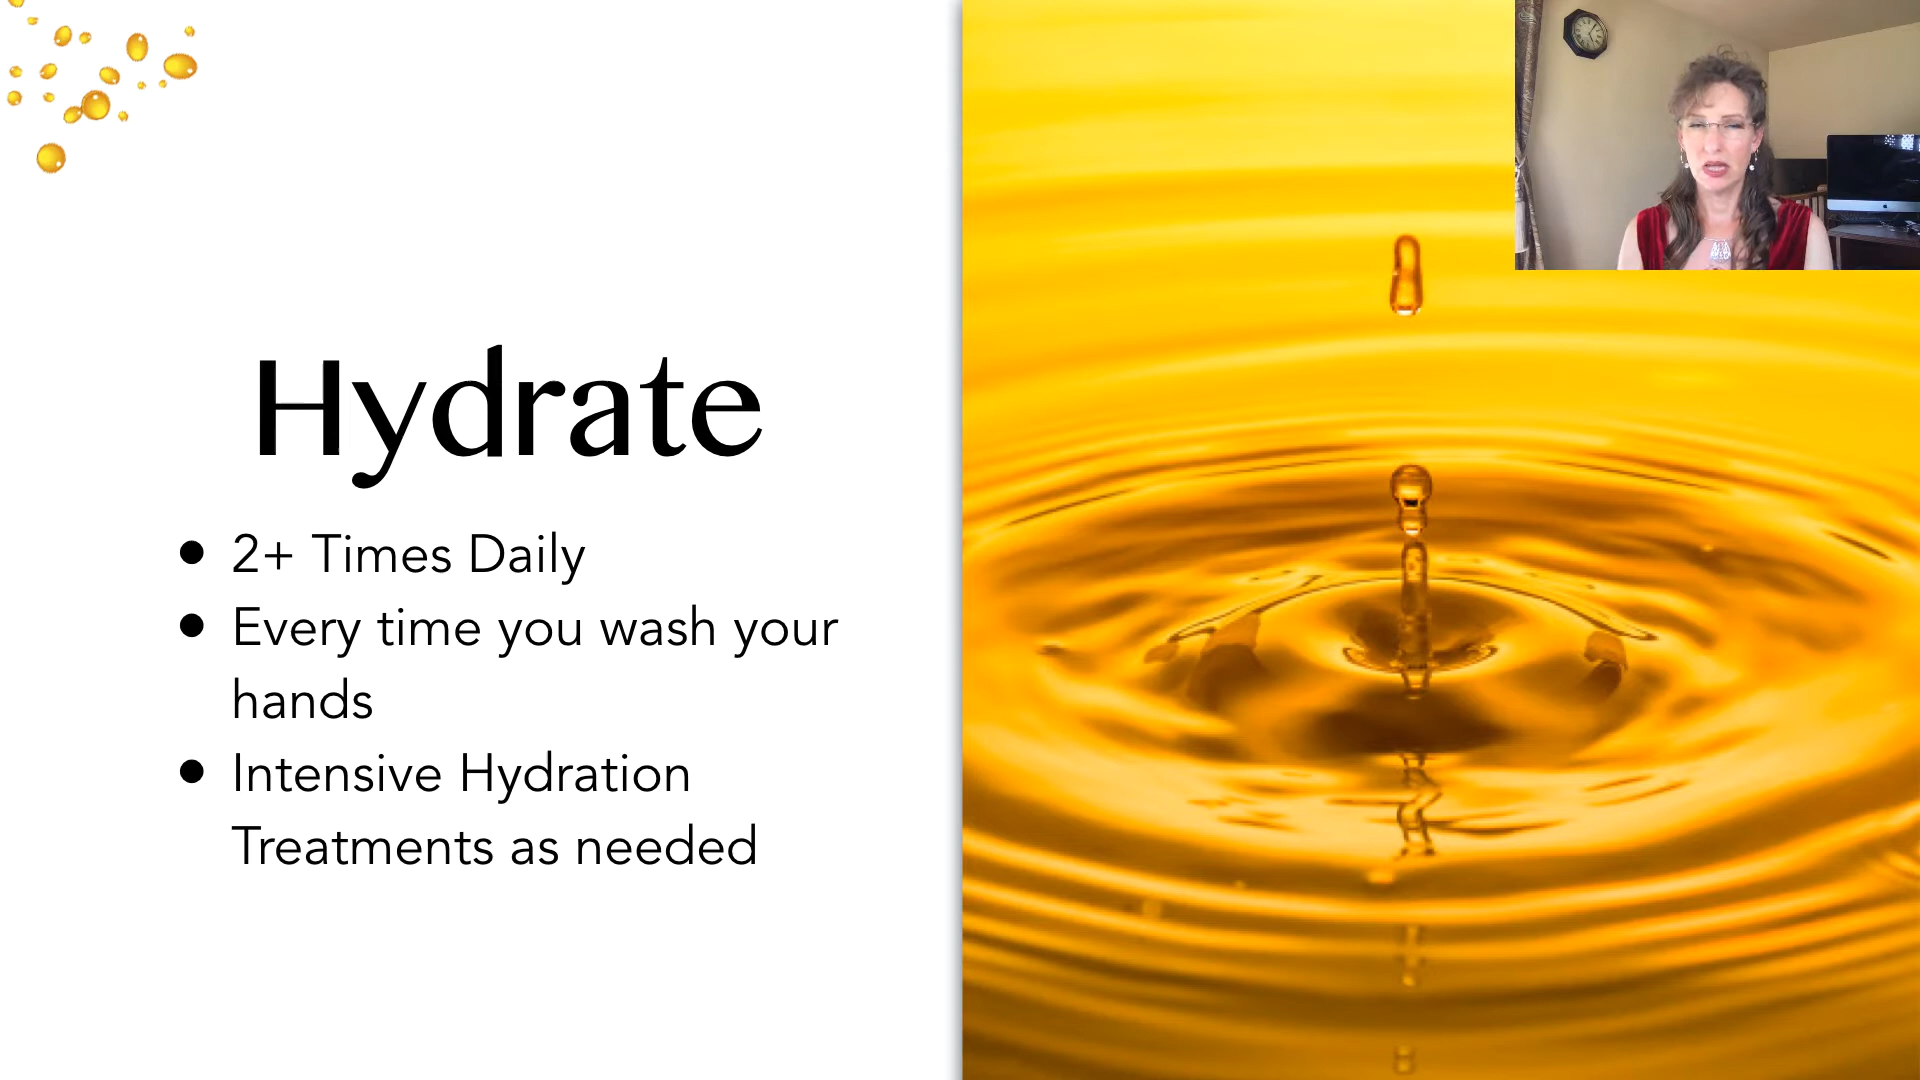 Hydrate
● 2+ Times Daily
● Every time you wash your
hands
● Intensive Hydration
Treatments as needed